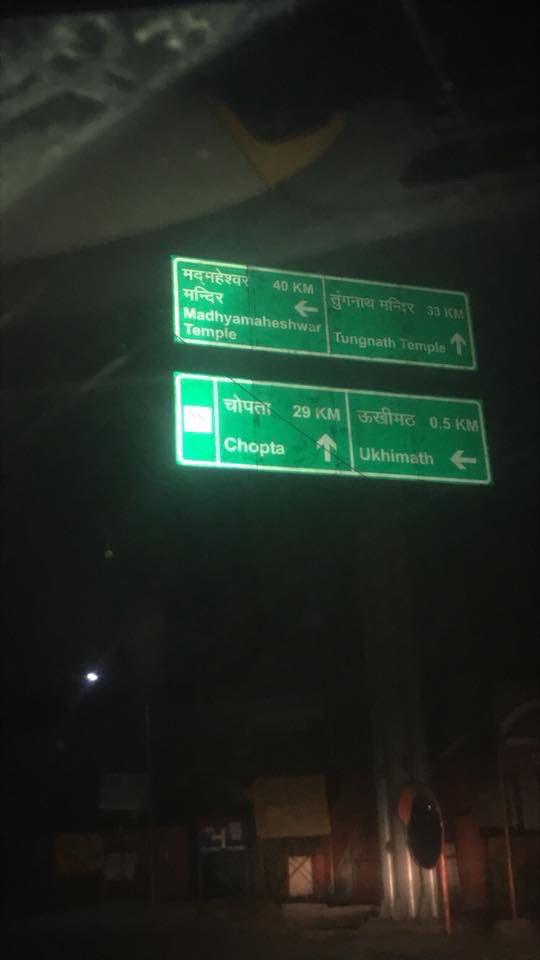 मद्महेश्वर 40 KM
मन्दिर
Madhyamaheshwar
Temple
तुंगनाथ मन्दिर 33 KM
Tungnath Temple
चोपता 29 KM
Chopta
ऊखीमठ 0.5 KM
Ukhimath